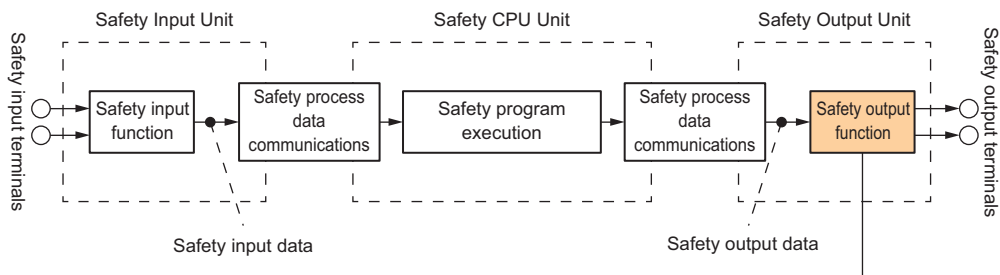 Safety Input Unit
Safety CPU Unit
Safety Output Unit
Safety input terminals
Safety input
function
Safety process
data
communications
Safety program
execution
Safety process
data
communications
Safety output
function
Safety output terminals
Safety input data
Safety output data